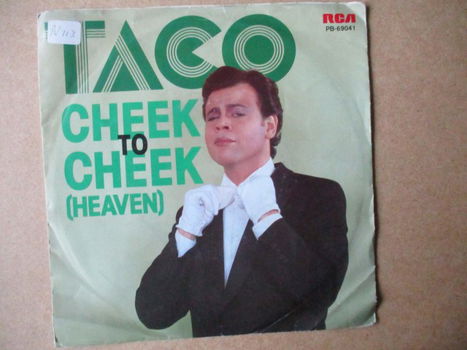 TACO
RCA
PB-69041
CHEEK
TO
CHEEK
(HEAVEN)